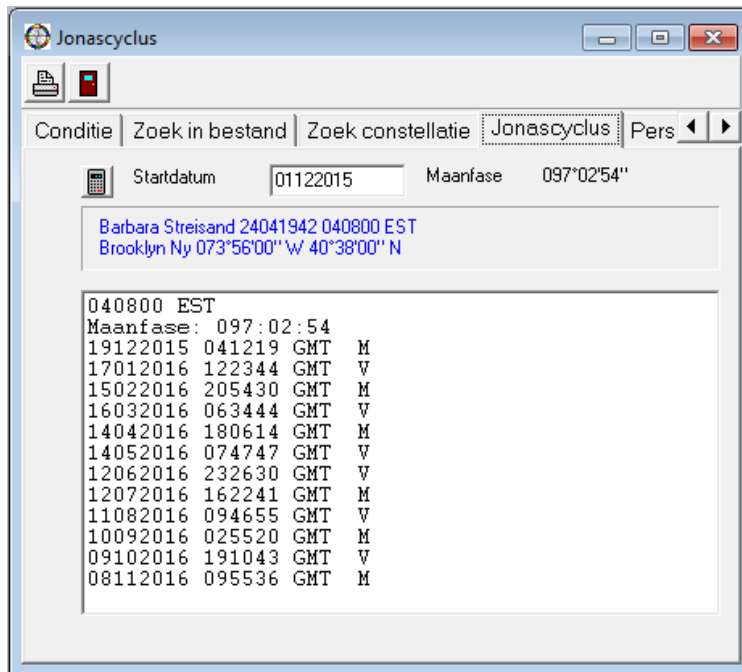 Jonascyclus
Conditie Zoek in bestand Zoek constellatie Jonascyclus Pers
Startdatum 01122015 Maanfase 097°02'54"
Barbara Streisand 24041942 040800 EST
Brooklyn Ny 073°56'00" W 40°38'00" N
040800 EST
Maanfase: 097:02:54
19122015 041219 GMT M
17012016 122344 GMT V
15022016 205430 GMT M
16032016 063444 GMT V
14042016 180614 GMT M
14052016 074747 GMT V
12062016 232630 GMT V
12072016 162241 GMT M
11082016 094655 GMT V
10092016 025520 GMT M
09102016 191043 GMT V
08112016 095536 GMT M